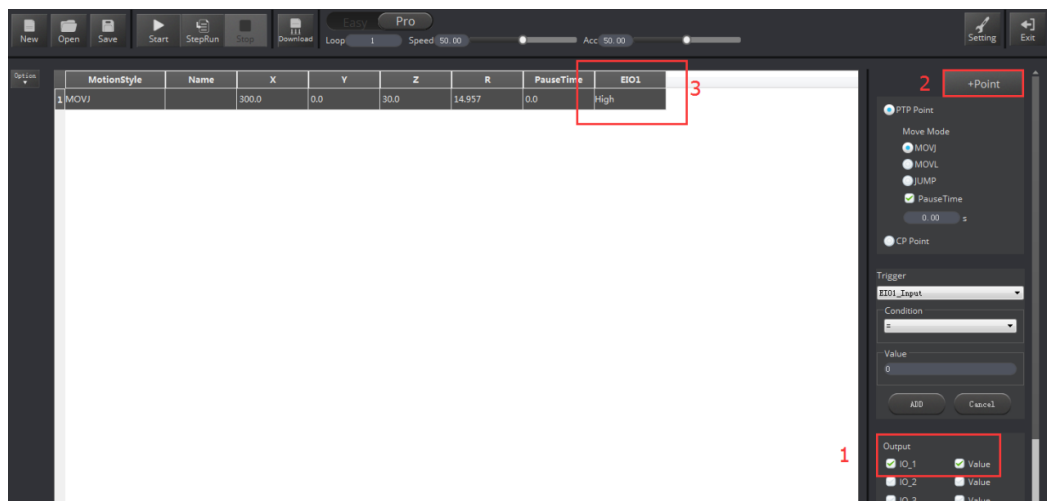 Easy Pro
New Open Save Start StepRun Stop Download Loop 1 Speed 50.00 Acc 50.00 Setting Exit
Option
MotionStyle Name X Y Z R PauseTime EIO1
1 MOVJ 300.0 0.0 30.0 14.957 0.0 High
3
2 +Point
PTP Point
Move Mode
MOVJ
MOVL
JUMP
PauseTime
0.00 s
CP Point
Trigger
EIO1_Input
Condition
=
Value
0
ADD Cancel
1
Output
IO_1 Value
IO_2 Value
IO_3 Value